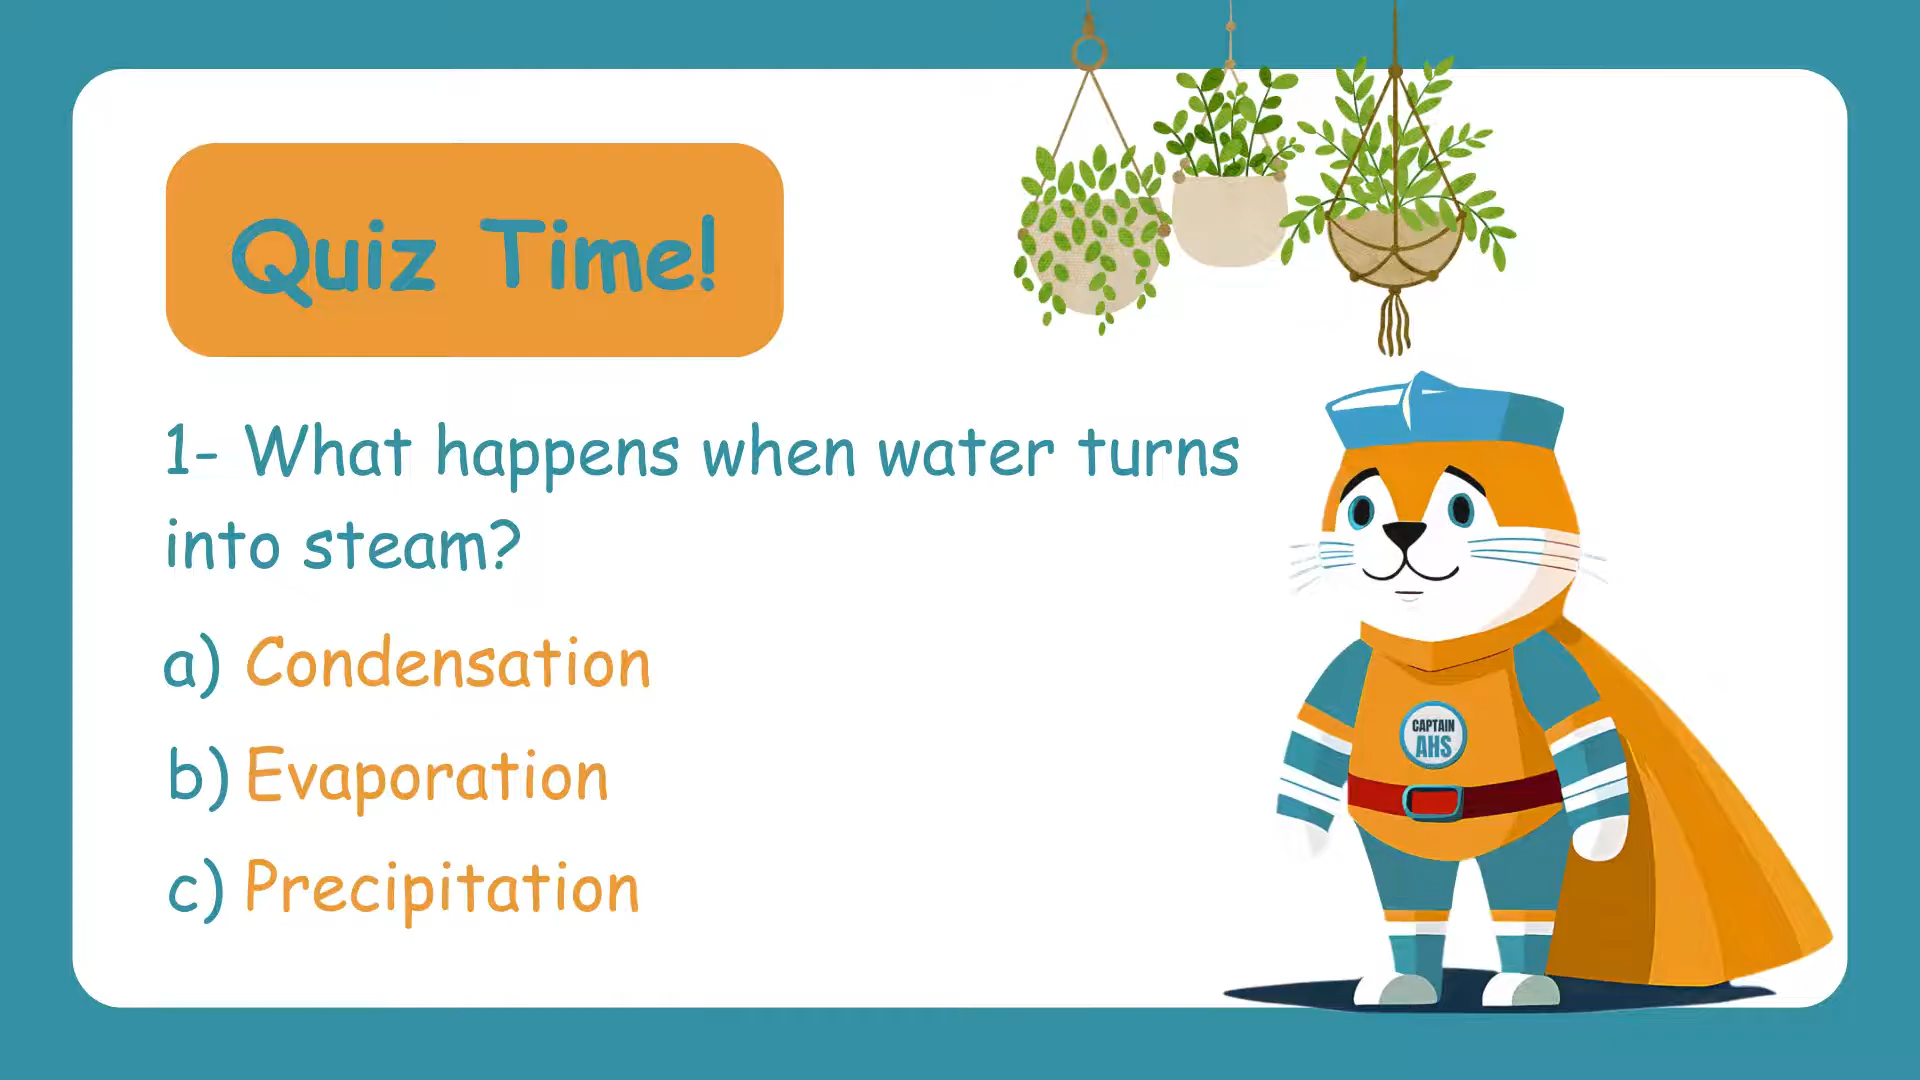 Quiz Time!
1- What happens when water turns
into steam?
a) Condensation
b) Evaporation
c) Precipitation
CAPTAIN
AHS